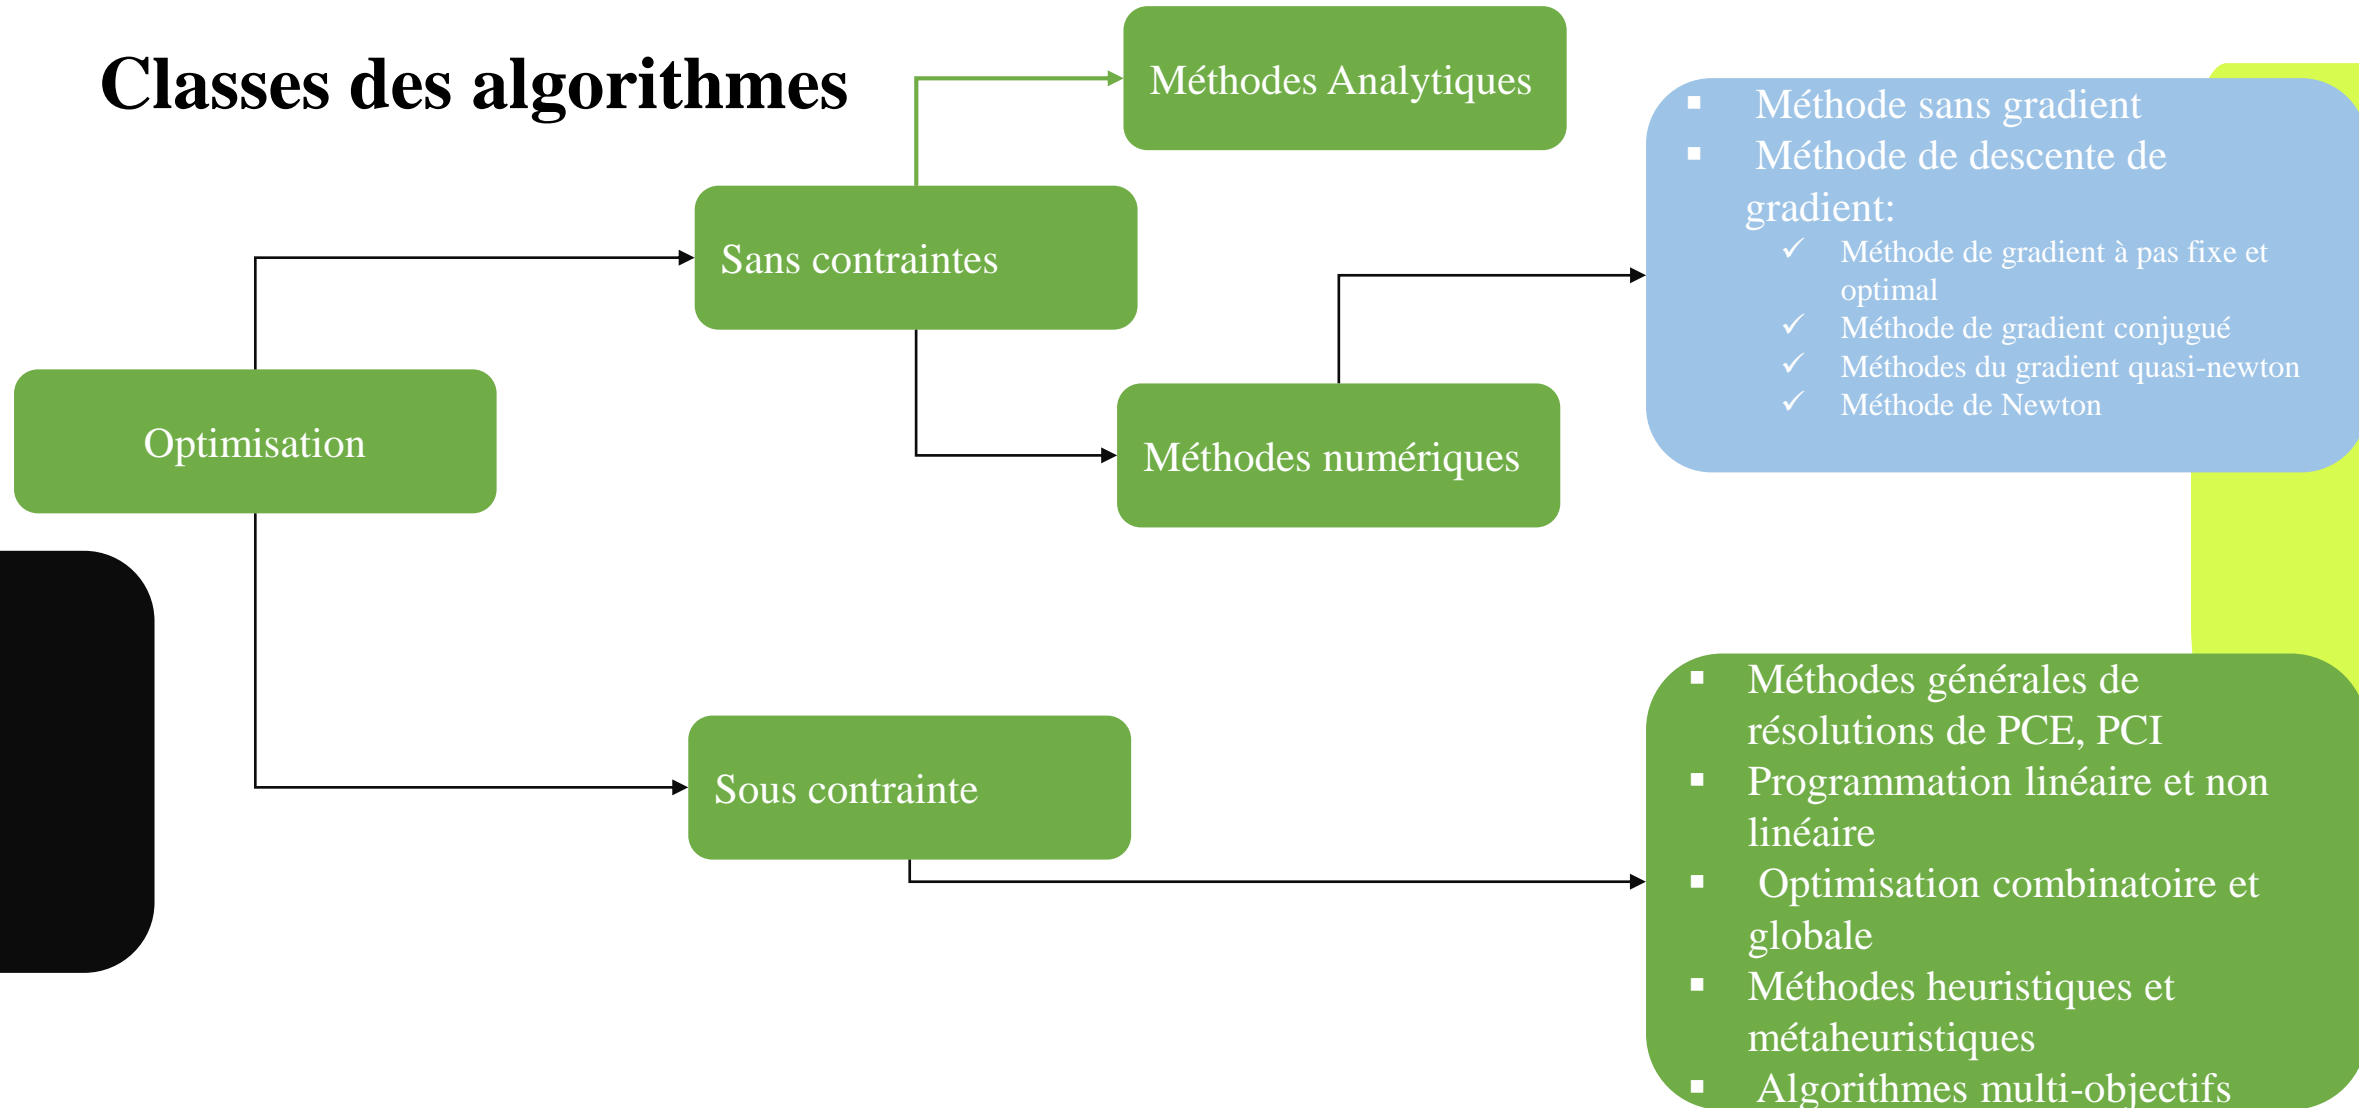 Classes des algorithmes
Méthodes Analytiques
Sans contraintes
Optimisation
Méthodes numériques
▪ Méthode sans gradient
▪ Méthode de descente de
gradient:
✓ Méthode de gradient à pas fixe et
optimal
✓ Méthode de gradient conjugué
✓ Méthodes du gradient quasi-newton
✓ Méthode de Newton
Sous contrainte
▪ Méthodes générales de
résolutions de PCE, PCI
▪ Programmation linéaire et non
linéaire
▪ Optimisation combinatoire et
globale
▪ Méthodes heuristiques et
métaheuristiques
▪ Algorithmes multi-objectifs